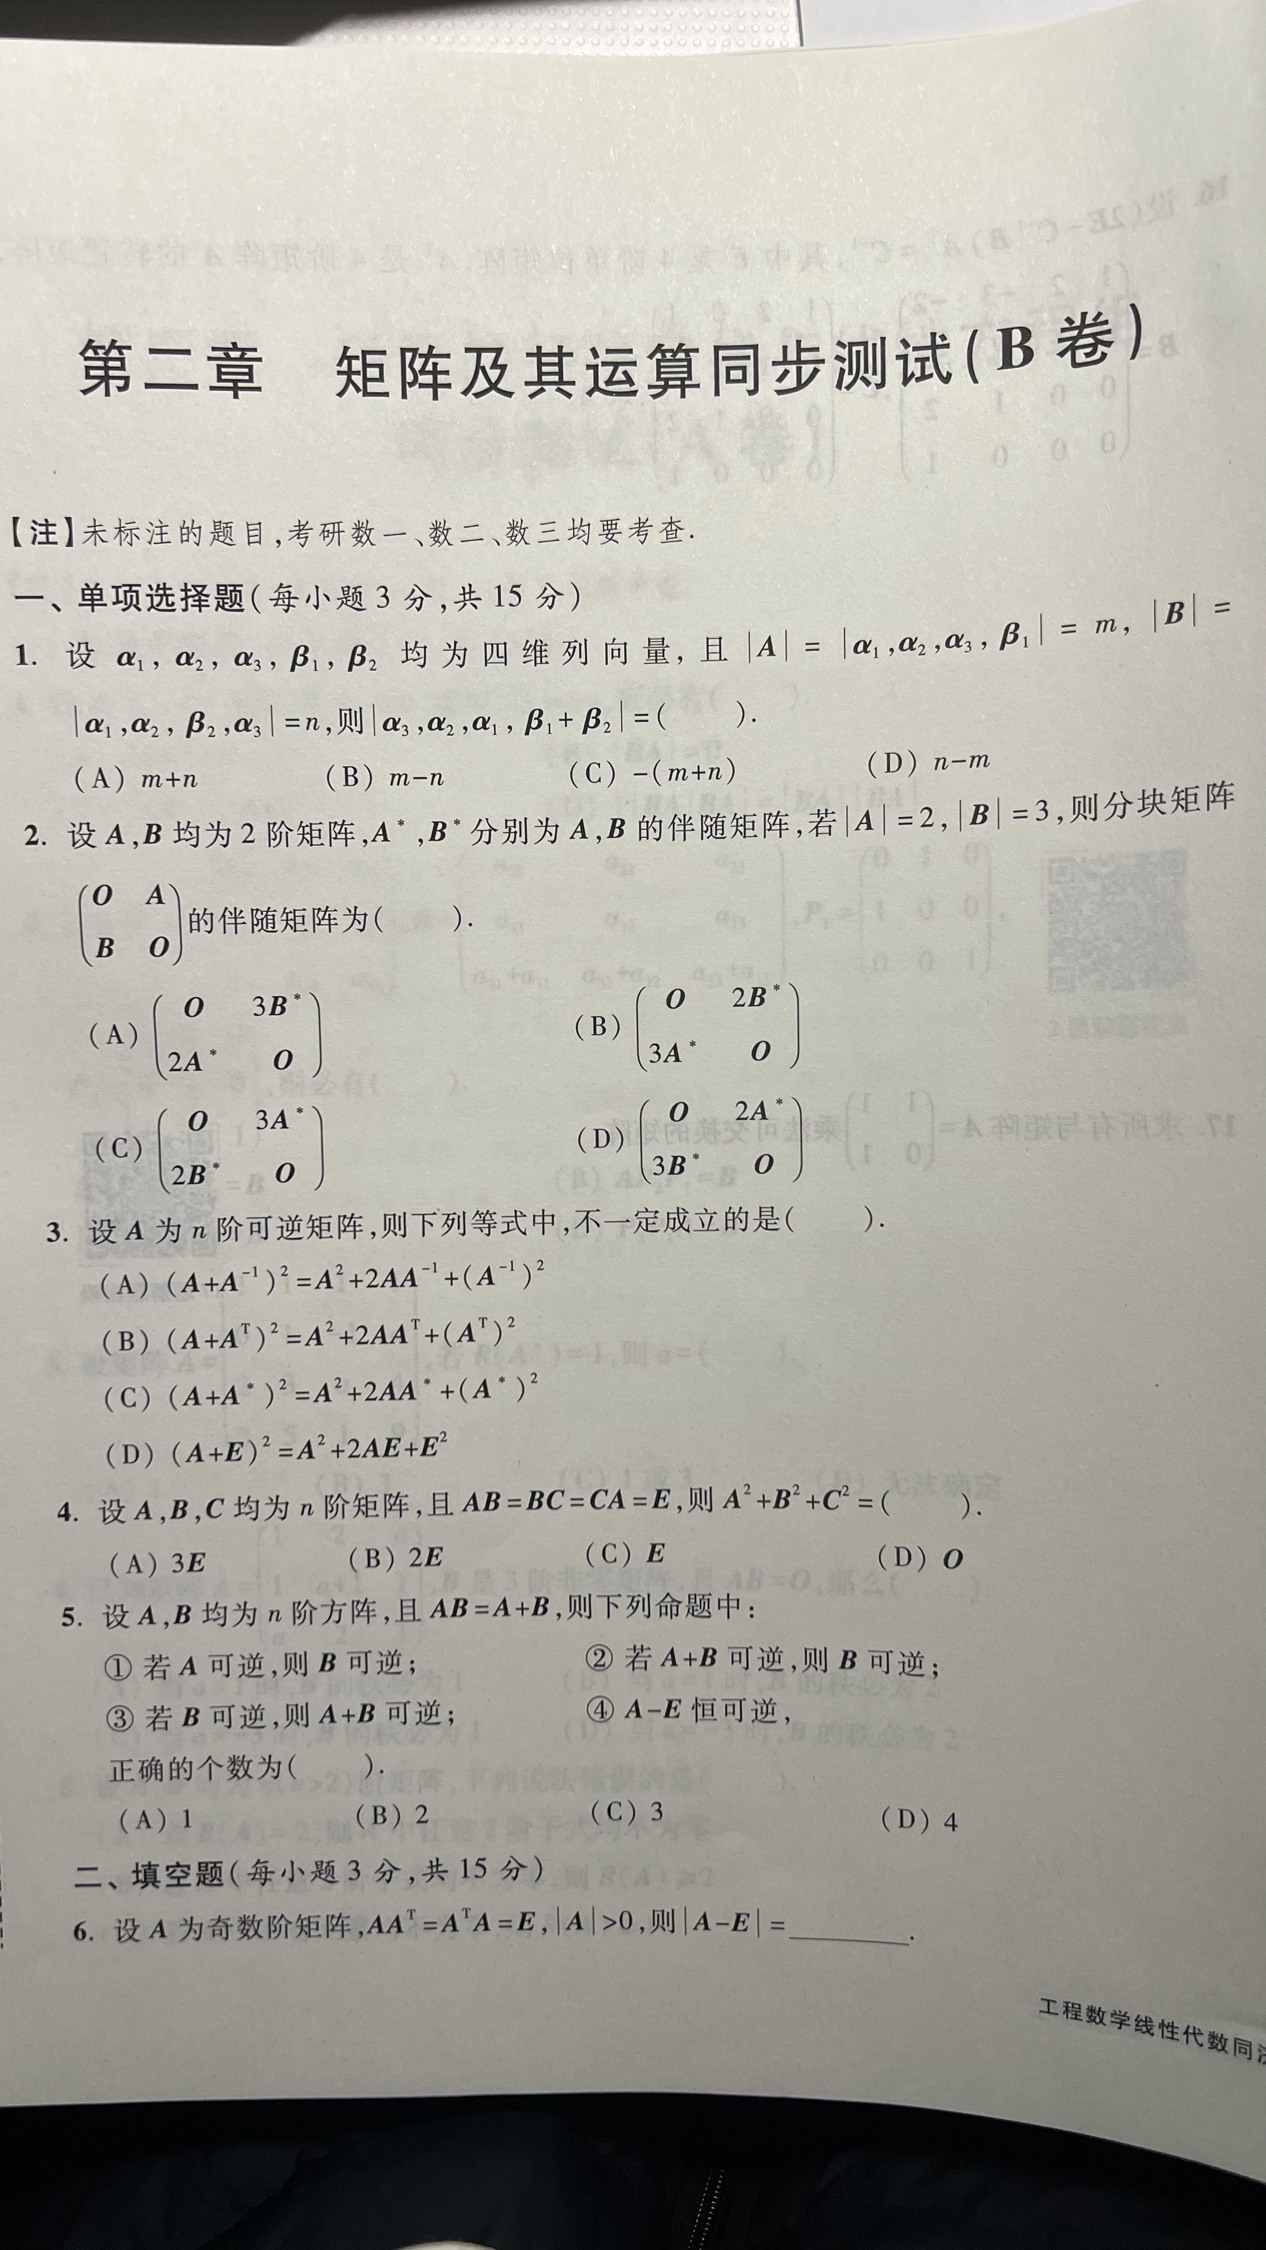 第二章 矩阵及其运算同步测试(B卷)
【注】未标注的题目,考研数一、数二、数三均要考查.
一、单项选择题(每小题3分,共15分)
1. 设 α₁, α₂, α₃, β₁, β₂ 均为四维列向量, 且 |A| = |α₁,α₂,α₃, β₁| = m, |B| =
|α₁,α₂, β₂,α₃|=n,则|α₃,α₂,α₁, β₁+β₂|=( ).
(A) m+n (B) m-n (C) -(m+n) (D) n-m
2. 设A,B均为2阶矩阵,A*,B*分别为A,B的伴随矩阵,若|A|=2,|B|=3,则分块矩阵
(O A
B O)的伴随矩阵为( ).
(A) (O 3B*
2A* O) (B) (O 2B*
3A* O)
(C) (O 3A*
2B* O) (D) (O 2A*
3B* O)
3. 设A为n阶可逆矩阵,则下列等式中,不一定成立的是( ).
(A) (A+A⁻¹)²=A²+2AA⁻¹+(A⁻¹)²
(B) (A+Aᵀ)²=A²+2AAᵀ+(Aᵀ)²
(C) (A+A*)²=A²+2AA*+(A*)²
(D) (A+E)²=A²+2AE+E²
4. 设A,B,C均为n阶矩阵,且AB=BC=CA=E,则A²+B²+C²=( ).
(A) 3E (B) 2E (C) E (D) O
5. 设A,B均为n阶方阵,且AB=A+B,则下列命题中:
① 若A可逆,则B可逆; ② 若A+B可逆,则B可逆;
③ 若B可逆,则A+B可逆; ④ A-E恒可逆,
正确的个数为( ).
(A) 1 (B) 2 (C) 3 (D) 4
二、填空题(每小题3分,共15分)
6. 设A为奇数阶矩阵,AAᵀ=AᵀA=E,|A|>0,则|A-E|=______.
工程数学线性代数同